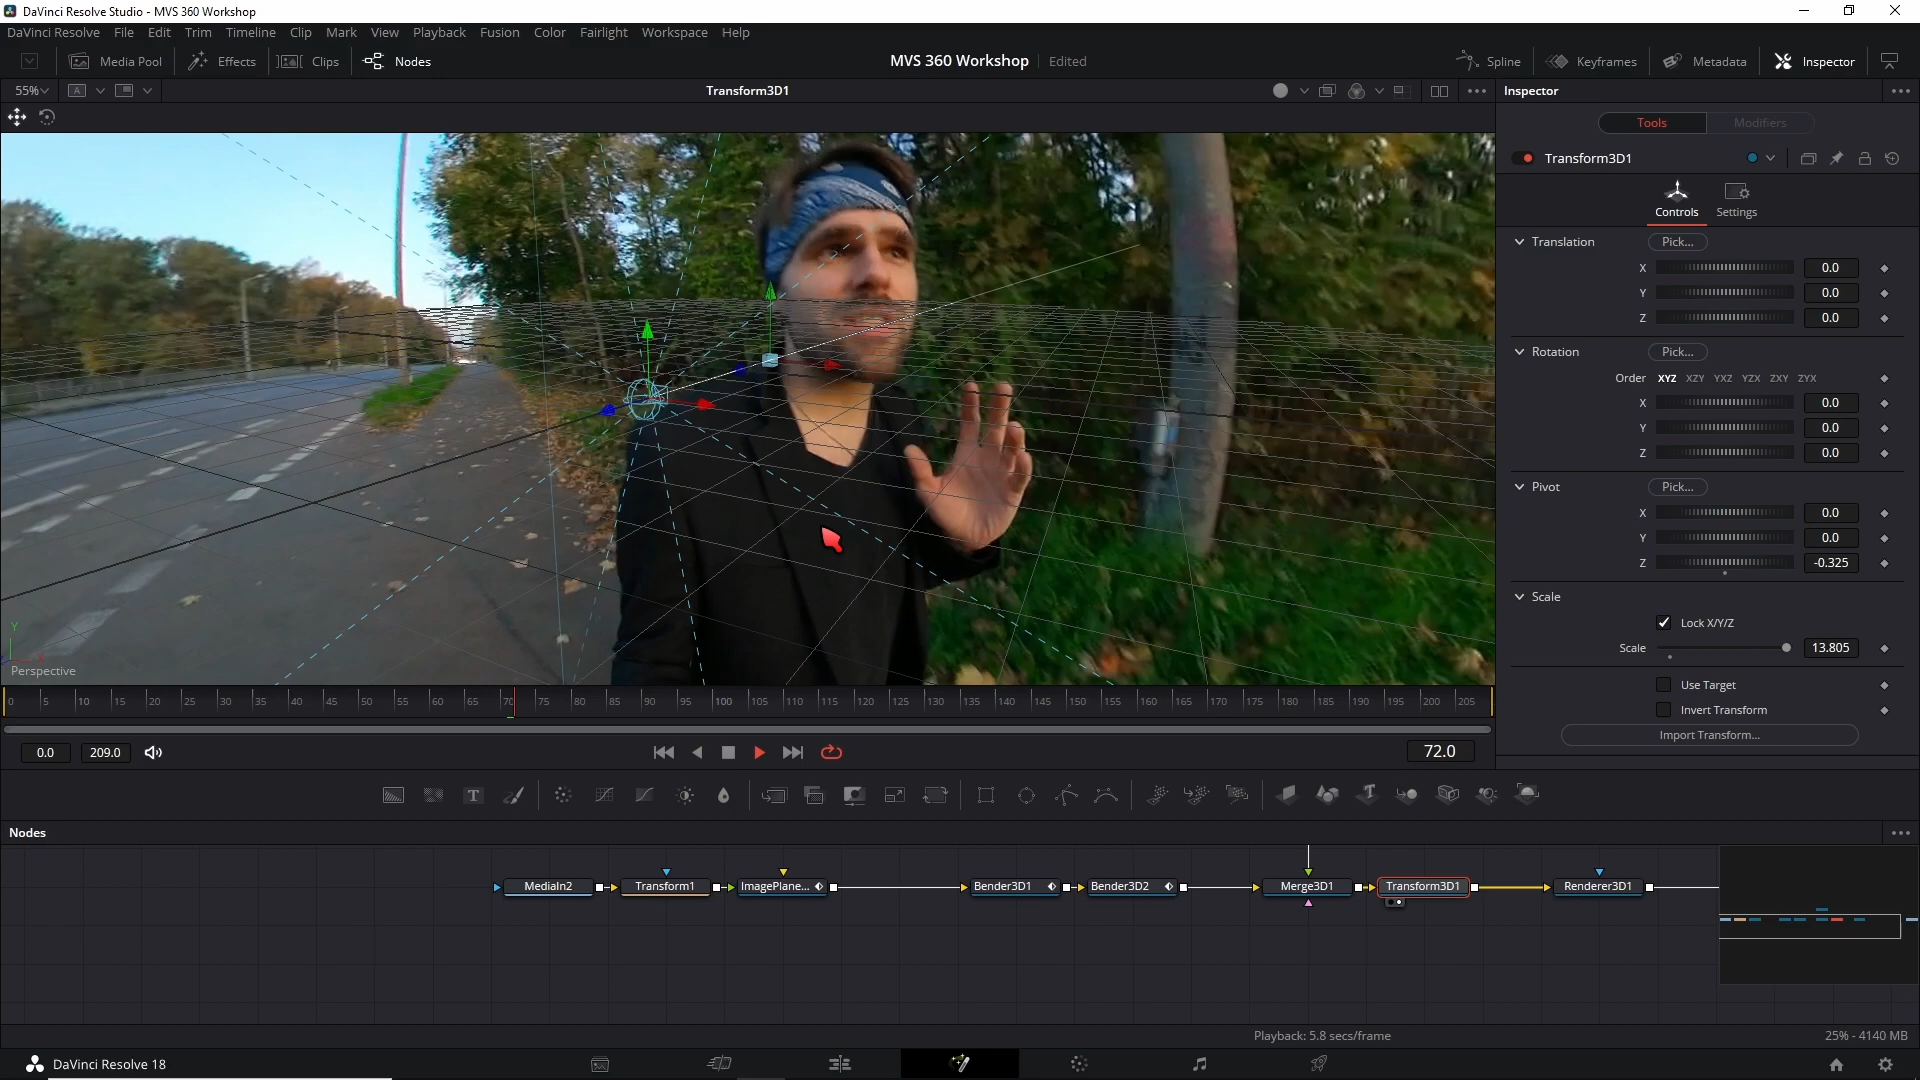 DaVinci Resolve Studio - MVS 360 Workshop
DaVinci Resolve File Edit Trim Timeline Clip Mark View Playback Fusion Color Fairlight Workspace Help
Media Pool Effects Clips Nodes MVS 360 Workshop Edited Spline Keyframes Metadata Inspector
55% A Transform3D1 Inspector
Tools Modifiers
Transform3D1
Controls Settings
Translation Pick...
X 0.0
Y 0.0
Z 0.0
Rotation Pick...
Order XYZ XZY YXZ YZX ZXY ZYX
X 0.0
Y 0.0
Z 0.0
Pivot Pick...
X 0.0
Y 0.0
Z -0.325
Scale
Lock X/Y/Z
Scale 13.805
Use Target
Invert Transform
Import Transform...
Y
Perspective
0 5 10 15 20 25 30 35 40 45 50 55 60 65 70 75 80 85 90 95 100 105 110 115 120 125 130 135 140 145 150 155 160 165 170 175 180 185 190 195 200 205
0.0 209.0 72.0
Nodes
MediaIn2 Transform1 ImagePlane... Bender3D1 Bender3D2 Merge3D1 Transform3D1 Renderer3D1
Playback: 5.8 secs/frame 25% - 4140 MB
DaVinci Resolve 18